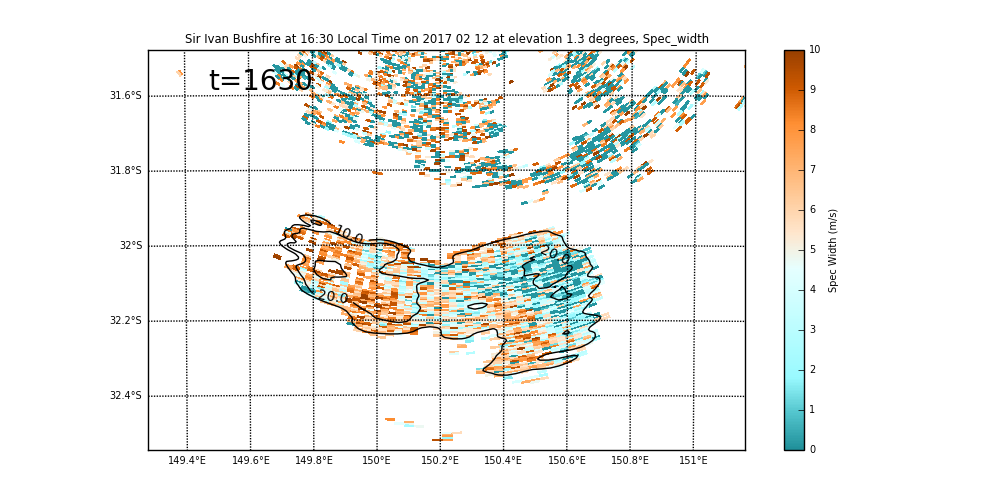 Sir Ivan Bushfire at 16:30 Local Time on 2017 02 12 at elevation 1.3 degrees, Spec_width
t=1630
31.6°S
31.8°S
32°S
32.2°S
32.4°S
10.0
20.0
20.0
149.4°E 149.6°E 149.8°E 150°E 150.2°E 150.4°E 150.6°E 150.8°E 151°E
10
9
8
7
6
5
4
3
2
1
0
Spec Width (m/s)